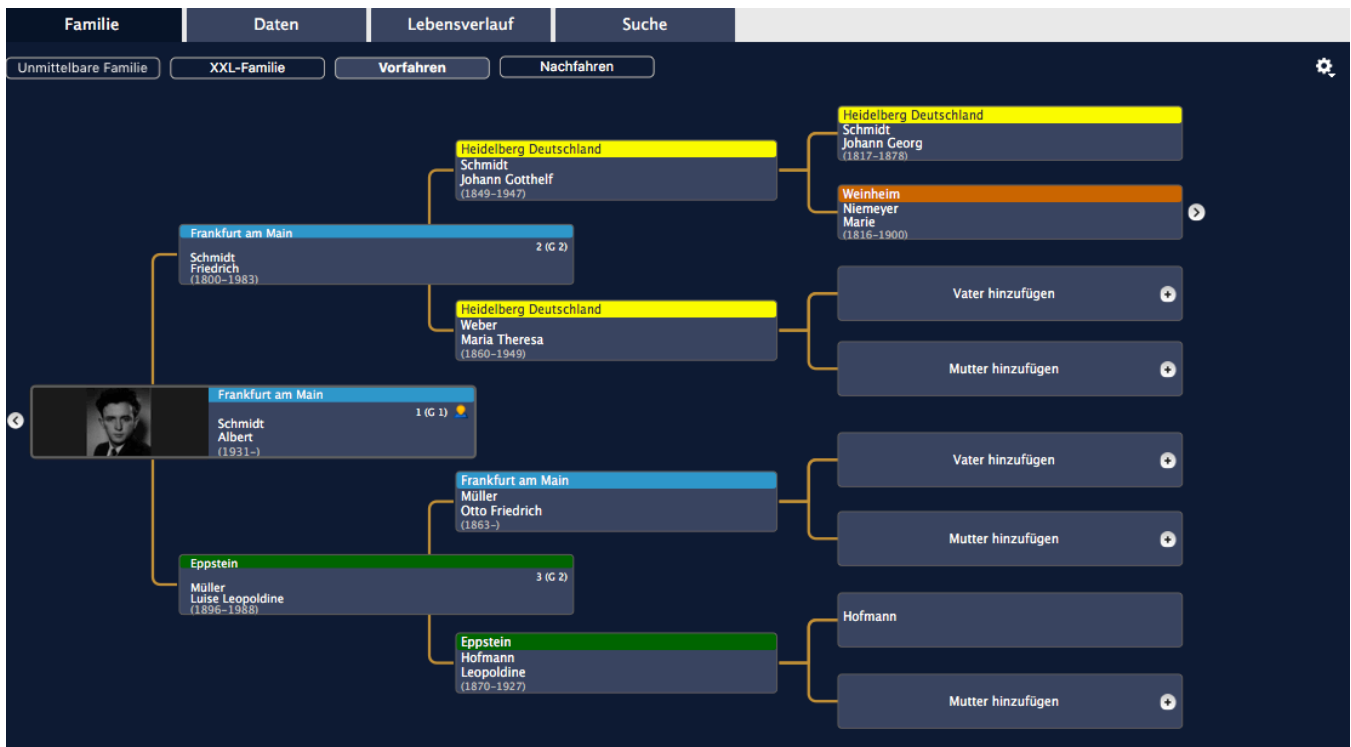 Familie
Daten
Lebensverlauf
Suche
Unmittelbare Familie
XXL-Familie
Vorfahren
Nachfahren
Heidelberg Deutschland
Schmidt
Johann Georg
(1817-1878)
Heidelberg Deutschland
Schmidt
Johann Gotthelf
(1849-1947)
Weinheim
Niemeyer
Marie
(1816-1900)
Frankfurt am Main
2 (G 2)
Schmidt
Friedrich
(1800-1983)
Vater hinzufügen
Heidelberg Deutschland
Weber
Maria Theresa
(1860-1949)
Mutter hinzufügen
Frankfurt am Main
1 (G 1)
Schmidt
Albert
(1931-)
Vater hinzufügen
Frankfurt am Main
Müller
Otto Friedrich
(1863-)
Mutter hinzufügen
Eppstein
3 (G 2)
Müller
Luise Leopoldine
(1896-1988)
Hofmann
Eppstein
Hofmann
Leopoldine
(1870-1927)
Mutter hinzufügen